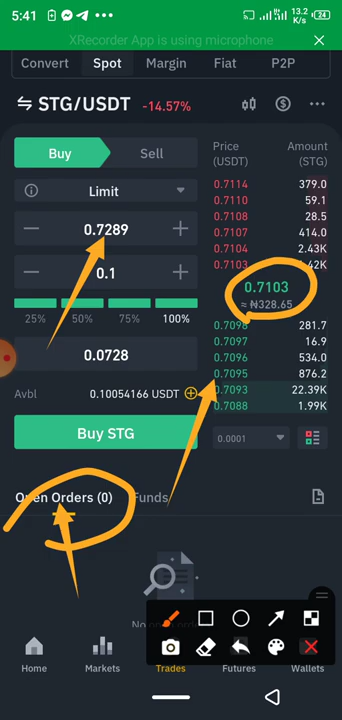 5:41
13.2
K/s
24
XRecorder App is using microphone
Convert Spot Margin Fiat P2P
STG/USDT -14.57%
Buy Sell
Limit
0.7289
0.1
25% 50% 75% 100%
0.0728
Avbl 0.10054166 USDT
Buy STG
Price Amount
(USDT) (STG)
0.7114 379.0
0.7110 59.1
0.7108 28.5
0.7107 414.0
0.7104 2.43K
0.7103
0.7103
≈ ₦328.65
0.7098 281.7
0.7097 16.9
0.7096 534.0
0.7095 876.2
0.7093 22.39K
0.7088 1.99K
0.0001
Open Orders (0) Funds
Home Markets Trades Futures Wallets